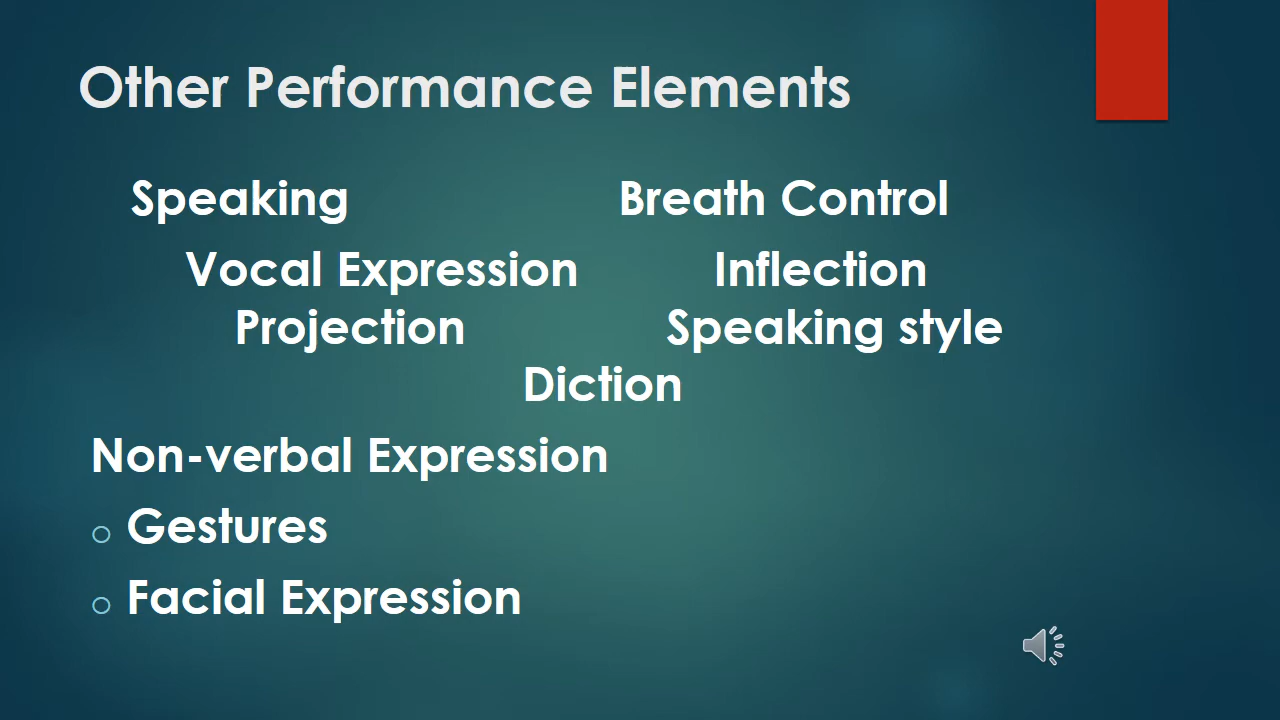 Other Performance Elements
Speaking Breath Control
Vocal Expression Inflection
Projection Speaking style
Diction
Non-verbal Expression
o Gestures
o Facial Expression